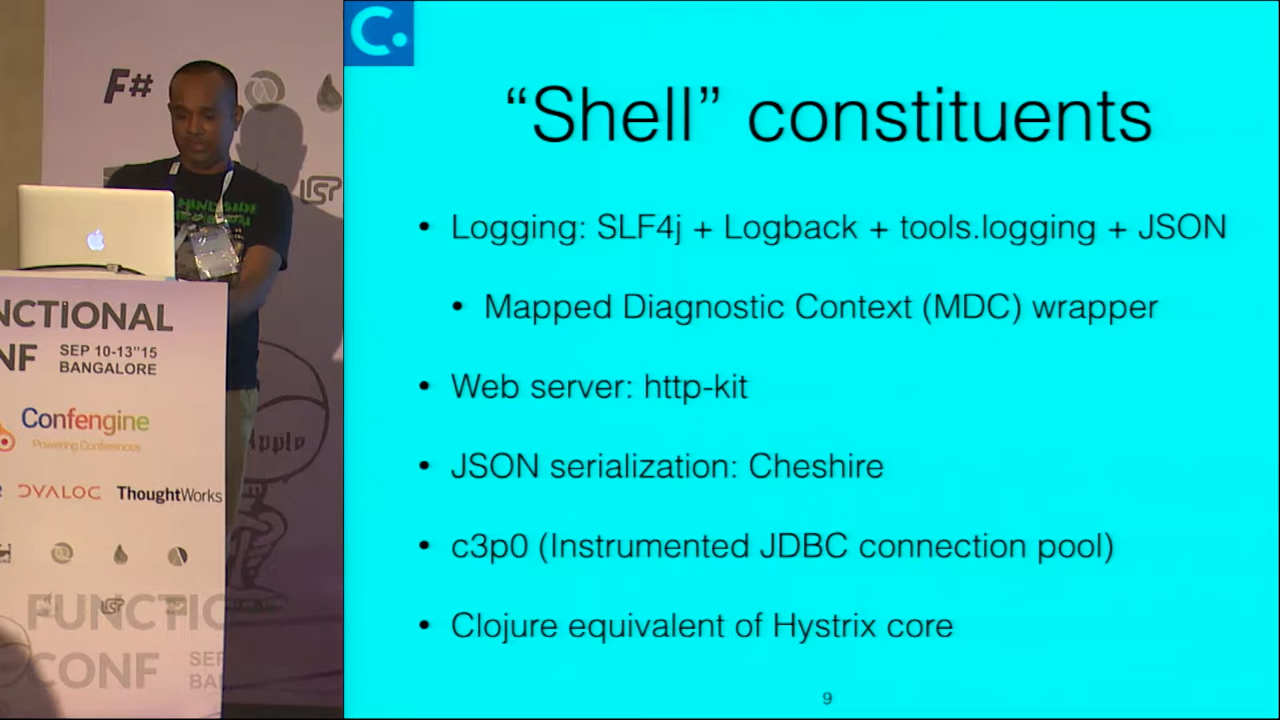 C.
"Shell" constituents
• Logging: SLF4j + Logback + tools.logging + JSON
• Mapped Diagnostic Context (MDC) wrapper
• Web server: http-kit
• JSON serialization: Cheshire
• c3p0 (Instrumented JDBC connection pool)
• Clojure equivalent of Hystrix core
9
F#
NCTIONAL
NF
SEP 10-13"15
BANGALORE
Confengine
Powering Conferences
DYALOC
ThoughtWorks
FUNCTIO
CONF
SEP
BA
Apple